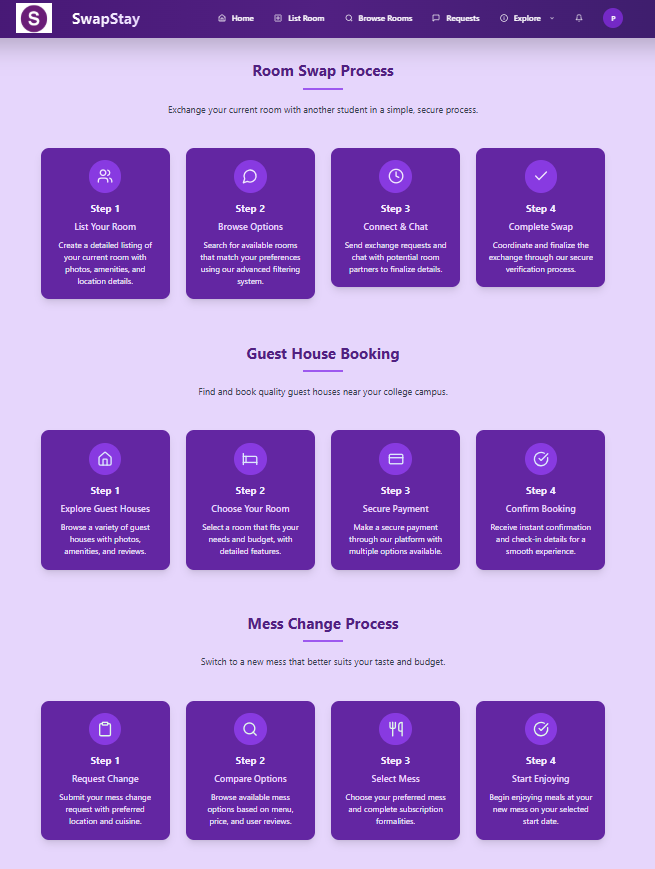 S SwapStay Home List Room Browse Rooms Requests Explore P
Room Swap Process
Exchange your current room with another student in a simple, secure process.
Step 1
List Your Room
Create a detailed listing of
your current room with
photos, amenities, and
location details.
Step 2
Browse Options
Search for available rooms
that match your preferences
using our advanced filtering
system.
Step 3
Connect & Chat
Send exchange requests and
chat with potential room
partners to finalize details.
Step 4
Complete Swap
Coordinate and finalize the
exchange through our secure
verification process.
Guest House Booking
Find and book quality guest houses near your college campus.
Step 1
Explore Guest Houses
Browse a variety of guest
houses with photos,
amenities, and reviews.
Step 2
Choose Your Room
Select a room that fits your
needs and budget, with
detailed features.
Step 3
Secure Payment
Make a secure payment
through our platform with
multiple options available.
Step 4
Confirm Booking
Receive instant confirmation
and check-in details for a
smooth experience.
Mess Change Process
Switch to a new mess that better suits your taste and budget.
Step 1
Request Change
Submit your mess change
request with preferred
location and cuisine.
Step 2
Compare Options
Browse available mess
options based on menu,
price, and user reviews.
Step 3
Select Mess
Choose your preferred mess
and complete subscription
formalities.
Step 4
Start Enjoying
Begin enjoying meals at your
new mess on your selected
start date.